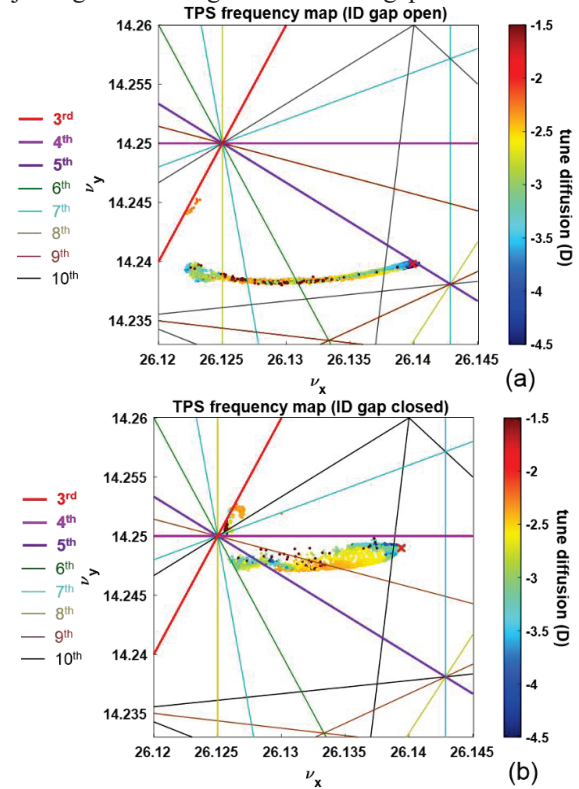 TPS frequency map (ID gap open)
14.26
14.255
14.25
14.245
14.24
14.235
νy
26.12 26.125 26.13 26.135 26.14 26.145
νx
3rd
4th
5th
6th
7th
8th
9th
10th
-1.5
-2
-2.5
-3
-3.5
-4
-4.5
tune diffusion (D)
(a)
TPS frequency map (ID gap closed)
14.26
14.255
14.25
14.245
14.24
14.235
νy
26.12 26.125 26.13 26.135 26.14 26.145
νx
3rd
4th
5th
6th
7th
8th
9th
10th
-1.5
-2
-2.5
-3
-3.5
-4
-4.5
tune diffusion (D)
(b)